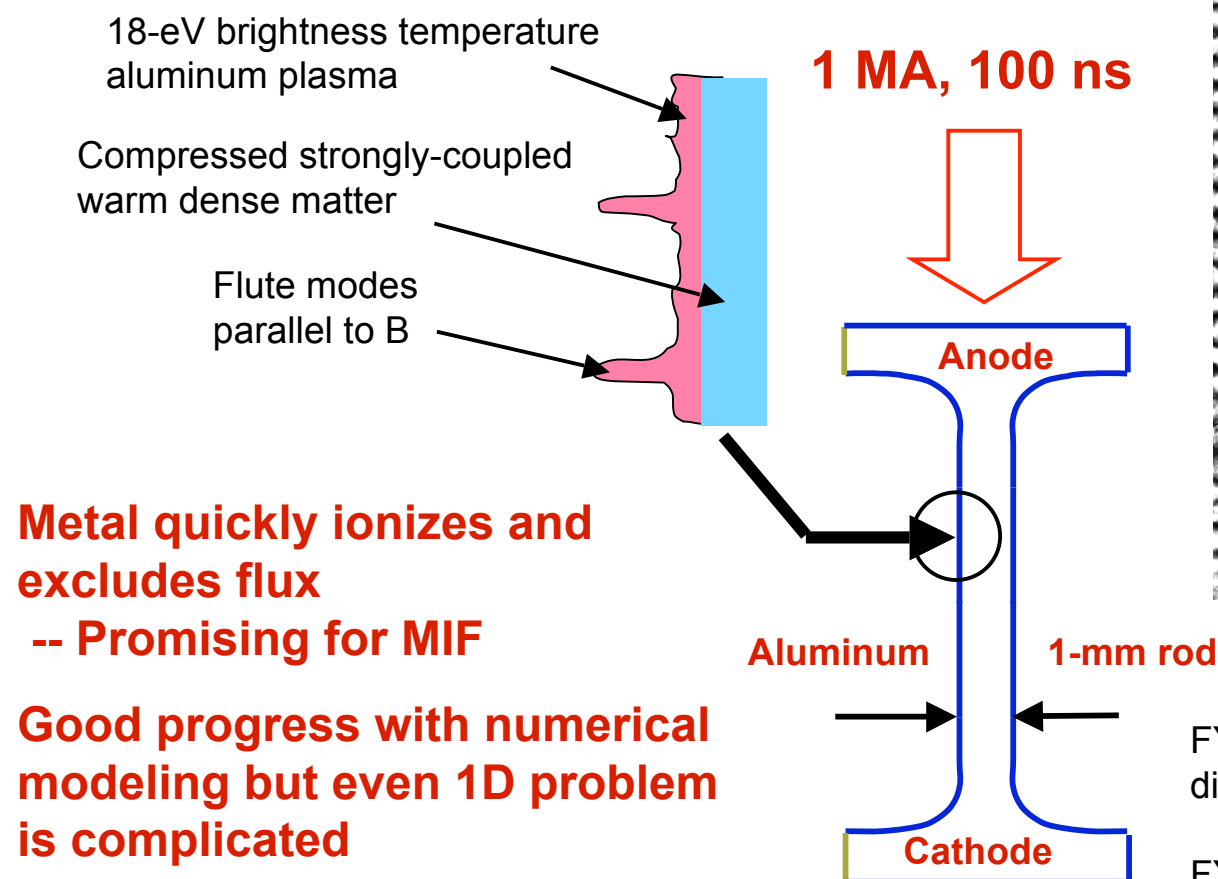 18-eV brightness temperature
aluminum plasma
1 MA, 100 ns
Compressed strongly-coupled
warm dense matter
Flute modes
parallel to B
Anode
Metal quickly ionizes and
excludes flux
-- Promising for MIF
Aluminum
1-mm rod
Good progress with numerical
modeling but even 1D problem
is complicated
Cathode